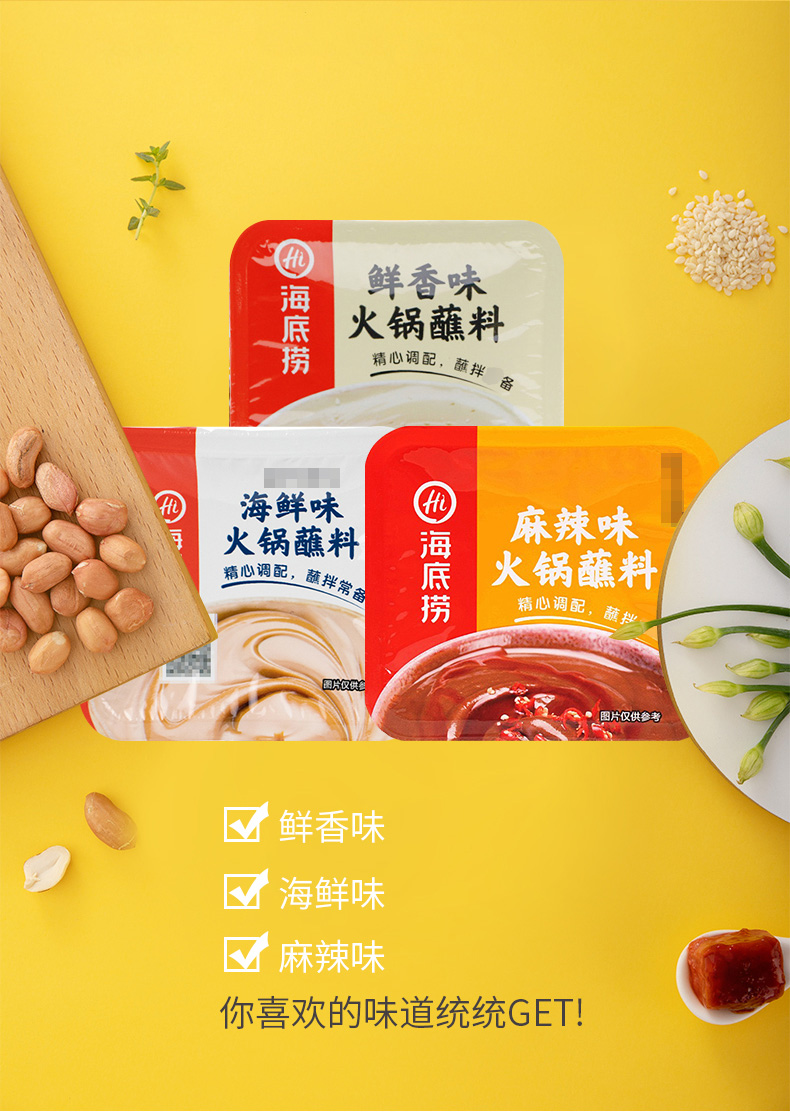 Hi
海底捞
鲜香味
火锅蘸料
精心调配，蘸拌 备
Hi
海
海鲜味
火锅蘸料
精心调配，蘸拌常备
图片仅供参
Hi
海底捞
麻辣味
火锅蘸料
精心调配，蘸拌
图片仅供参考
鲜香味
海鲜味
麻辣味
你喜欢的味道统统GET!